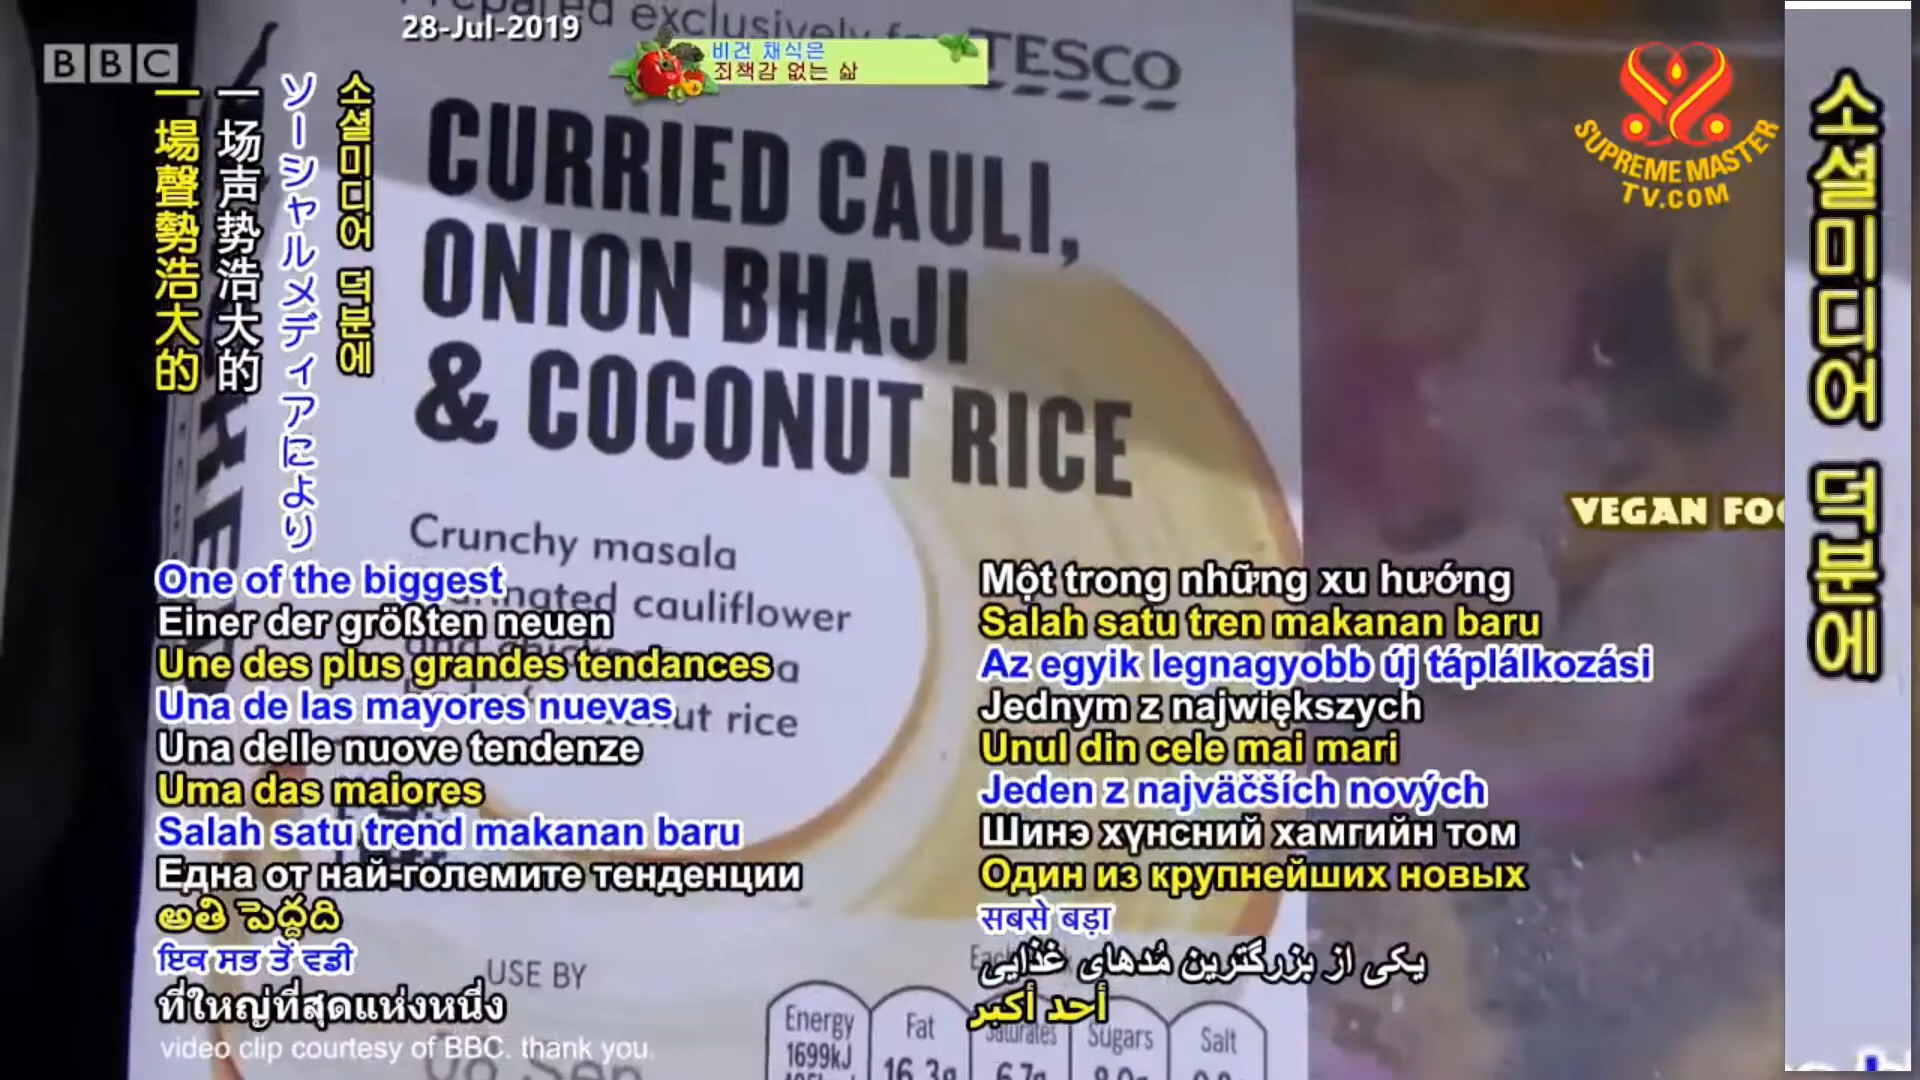 28-Jul-2019
BBC
비건 채식은
죄책감 없는 삶
TESCO
SUPREME MASTER
TV.COM
CURRIED CAULI,
ONION BHAJI
& COCONUT RICE
Crunchy masala
cauliflower
rice
一場聲勢浩大的
一场声势浩大的
ソーシャルメディアにより
소셜미디어 덕분에
소셜미디어 덕분에
VEGAN
One of the biggest
Einer der größten neuen
Une des plus grandes tendances
Una de las mayores nuevas
Una delle nuove tendenze
Uma das maiores
Salah satu trend makanan baru
Една от най-големите тенденции
అతి పెద్దది
ਇਕ ਸਭ ਤੋਂ ਵਡੀ
ที่ใหญ่ที่สุดแห่งหนึ่ง
Một trong những xu hướng
Salah satu tren makanan baru
Az egyik legnagyobb új táplálkozási
Jednym z największych
Unul din cele mai mari
Jeden z najväčších nových
Шинэ хүнсний хамгийн том
Один из крупнейших новых
सबसे बड़ा
یکی از بزرگترین مُدهای غذایی
أحد أكبر
USE BY
video clip courtesy of BBC. thank you.
Energy
1699kJ
Fat
16.3g
Saturates
6.7g
Sugars
Salt